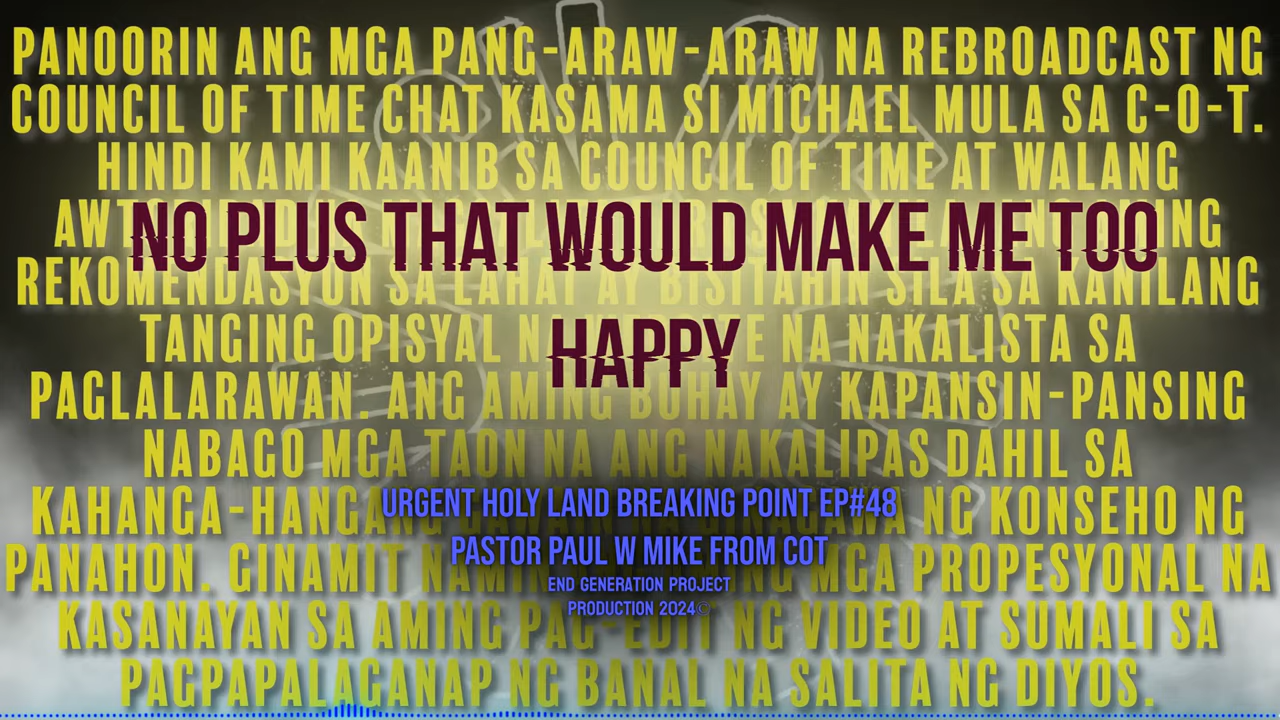 PANOORIN ANG MGA PANG-ARAW-ARAW NA REBROADCAST NG
COUNCIL OF TIME CHAT KASAMA SI MICHAEL MULA SA C-O-T.
HINDI KAMI KAANIB SA COUNCIL OF TIME AT WALANG
NO PLUS THAT WOULD MAKE ME TOO
REKOMENDASYON SA LAHAT AY BISITAHIN SILA SA KANILANG
TANGING OPISYAL NA NAKALISTA SA
HAPPY
PAGLALARAWAN. ANG AMING BUHAY AY KAPANSIN-PANSING
NABAGO MGA TAON NA ANG NAKALIPAS DAHIL SA
NG KONSEHO NG
URGENT HOLY LAND BREAKING POINT EP#48
PANAHON. GINAMIT MGA PROPESYONAL NA
PASTOR PAUL W MIKE FROM COT
END GENERATION PROJECT
PRODUCTION 2024©
KASANAYAN SA AMING PAG-EDIT NG VIDEO AT SUMALI SA
PAGPAPALAGANAP NG BANAL NA SALITA NG DIYOS.